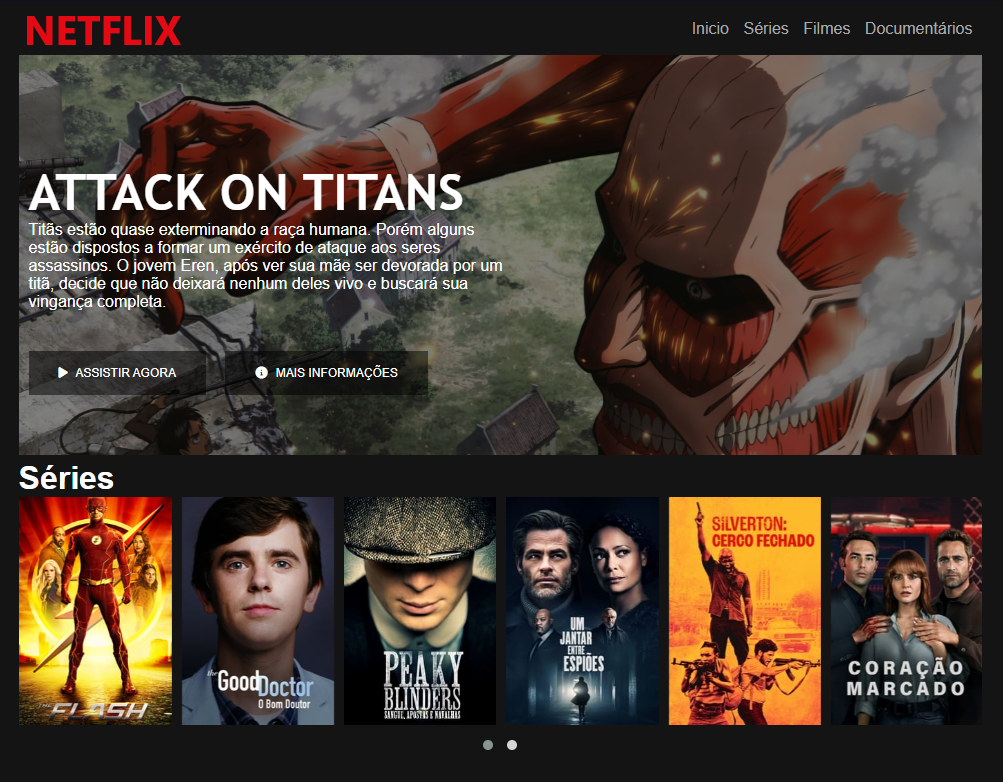 NETFLIX
Inicio Séries Filmes Documentários
ATTACK ON TITANS
Titãs estão quase exterminando a raça humana. Porém alguns
estão dispostos a formar um exército de ataque aos seres
assassinos. O jovem Eren, após ver sua mãe ser devorada por um
titã, decide que não deixará nenhum deles vivo e buscará sua
vingança completa.
ASSISTIR AGORA
MAIS INFORMAÇÕES
Séries
THE FLASH
the Good Doctor
O Bom Doutor
PEAKY
BLINDERS
SANGUE, APOSTAS E NAVALHAS
UM
JANTAR
ENTRE
ESPIÕES
SILVERTON:
CERCO FECHADO
CORAÇÃO
MARCADO